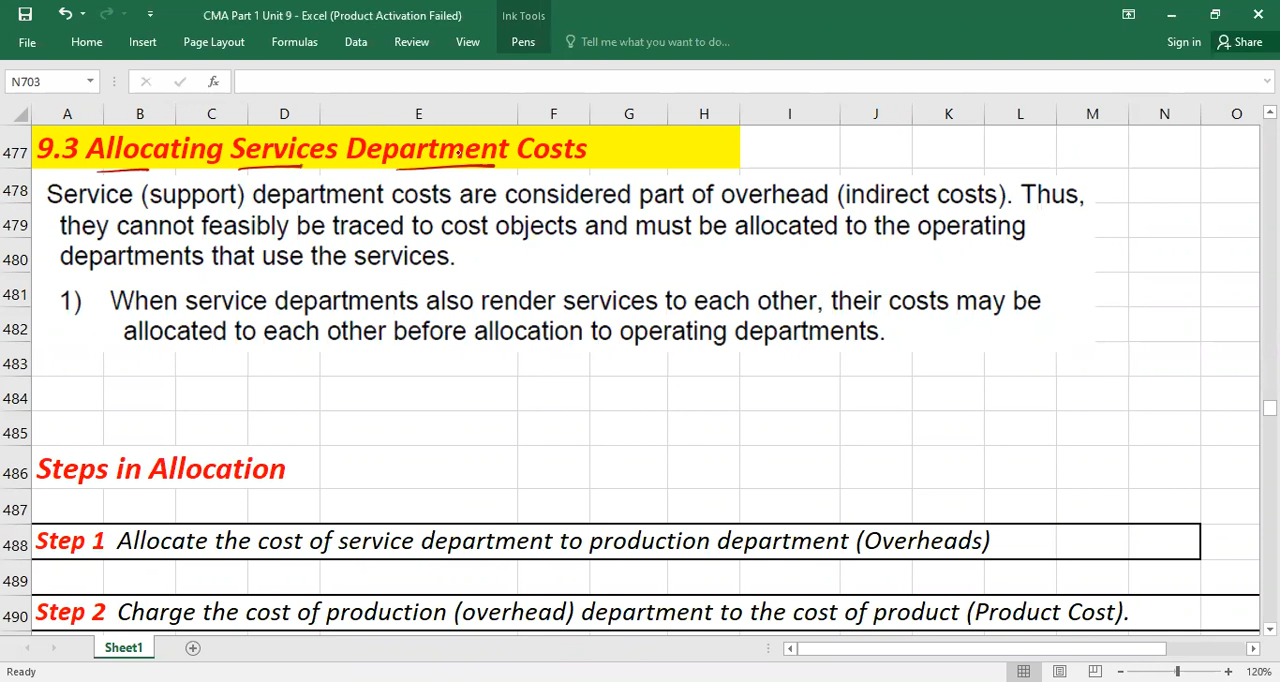 CMA Part 1 Unit 9 - Excel (Product Activation Failed)
Ink Tools
File Home Insert Page Layout Formulas Data Review View Pens Tell me what you want to do... Sign in Share
N703 fx
A B C D E F G H I J K L M N O
477 9.3 Allocating Services Department Costs
478 Service (support) department costs are considered part of overhead (indirect costs). Thus,
479 they cannot feasibly be traced to cost objects and must be allocated to the operating
480 departments that use the services.
481 1) When service departments also render services to each other, their costs may be
482 allocated to each other before allocation to operating departments.
483
484
485
486 Steps in Allocation
487
488 Step 1 Allocate the cost of service department to production department (Overheads)
489
490 Step 2 Charge the cost of production (overhead) department to the cost of product (Product Cost).
Sheet1
Ready 120%